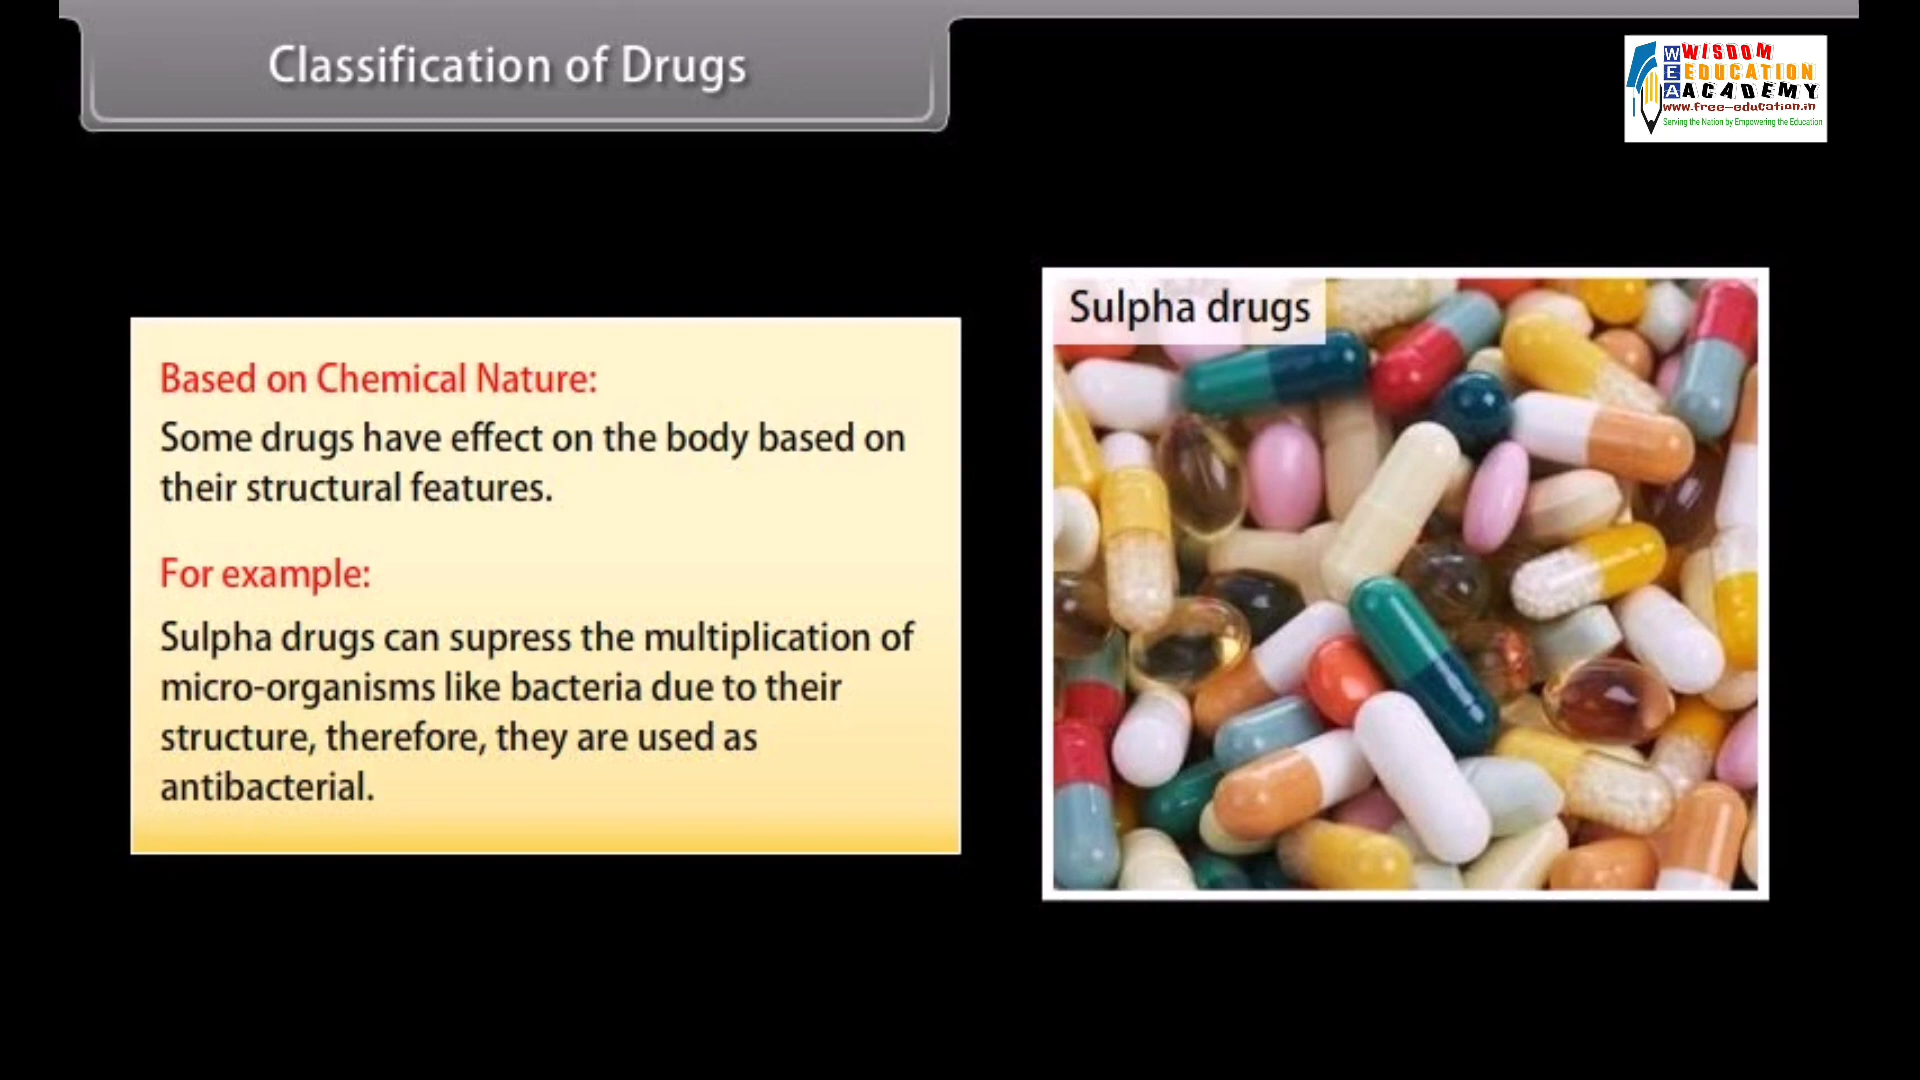 Classification of Drugs
WEA
WISDOM
EDUCATION
ACADEMY
www.free-education.in
Serving the Nation by Empowering the Education
Sulpha drugs
Based on Chemical Nature:
Some drugs have effect on the body based on
their structural features.
For example:
Sulpha drugs can supress the multiplication of
micro-organisms like bacteria due to their
structure, therefore, they are used as
antibacterial.